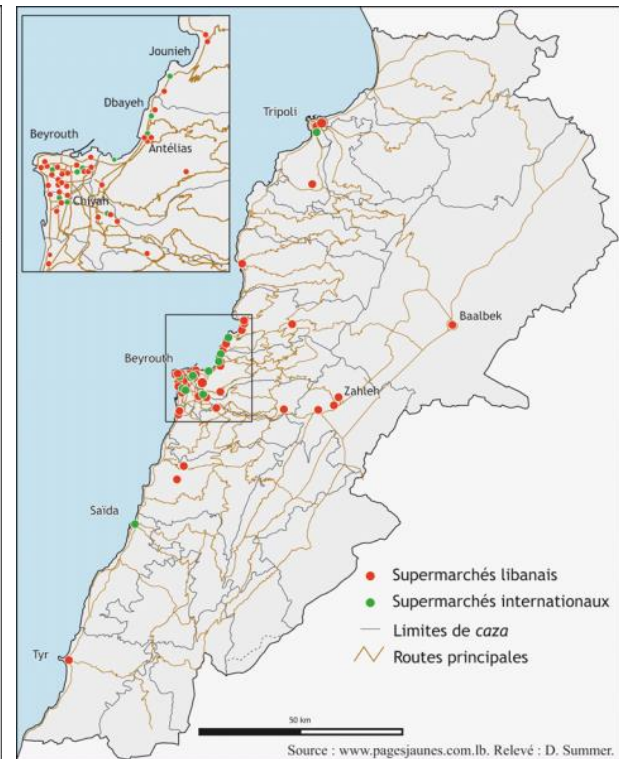 Jounieh
Dbayeh
Beyrouth
Antélias
Chiyah
Tripoli
Baalbek
Beyrouth
Zahleh
Saïda
Tyr
Supermarchés libanais
Supermarchés internationaux
Limites de caza
Routes principales
50 km
Source : www.pagesjaunes.com.lb. Relevé : D. Summer.